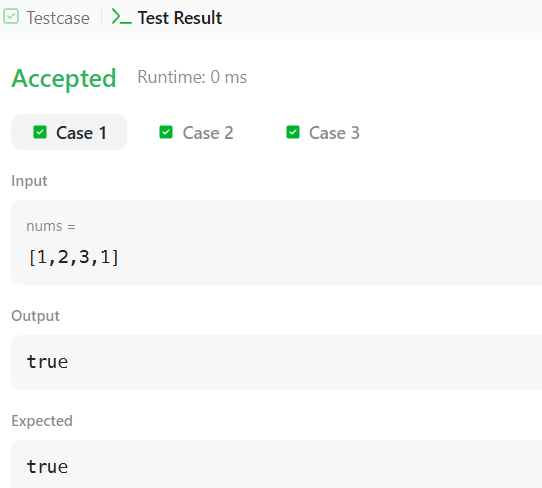 Testcase Test Result
Accepted Runtime: 0 ms
Case 1 Case 2 Case 3
Input
nums =
[1,2,3,1]
Output
true
Expected
true